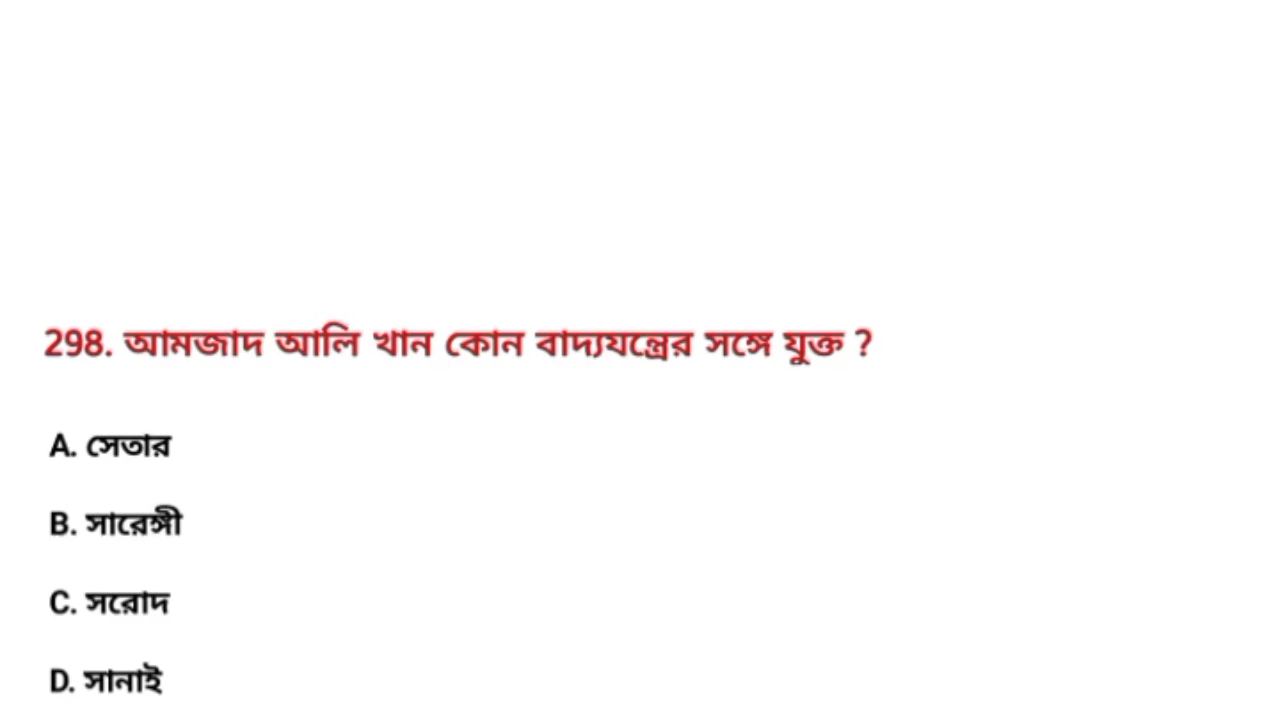 298. আমজাদ আলি খান কোন বাদ্যযন্ত্রের সঙ্গে যুক্ত ?
A. সেতার
B. সারেঙ্গী
C. সরোদ
D. সানাই